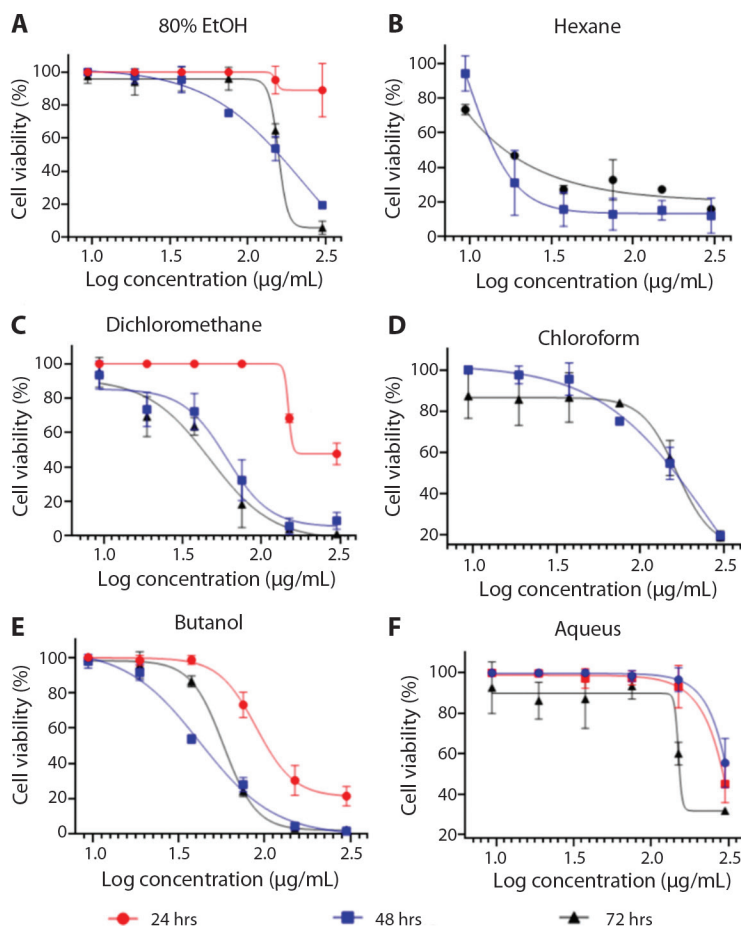 A
80% EtOH
Cell viability (%)
100
80
60
40
20
0
1.0 1.5 2.0 2.5
Log concentration (µg/mL)
B
Hexane
Cell viability (%)
100
80
60
40
20
0
1.0 1.5 2.0 2.5
Log concentration (µg/mL)
C
Dichloromethane
Cell viability (%)
100
80
60
40
20
0
1.0 1.5 2.0 2.5
Log concentration (µg/mL)
D
Chloroform
Cell viability (%)
100
80
60
40
20
1.0 1.5 2.0 2.5
Log concentration (µg/mL)
E
Butanol
Cell viability (%)
100
80
60
40
20
0
1.0 1.5 2.0 2.5
Log concentration (µg/mL)
F
Aqueus
Cell viability (%)
100
80
60
40
20
1.0 1.5 2.0 2.5
Log concentration (µg/mL)
24 hrs 48 hrs 72 hrs